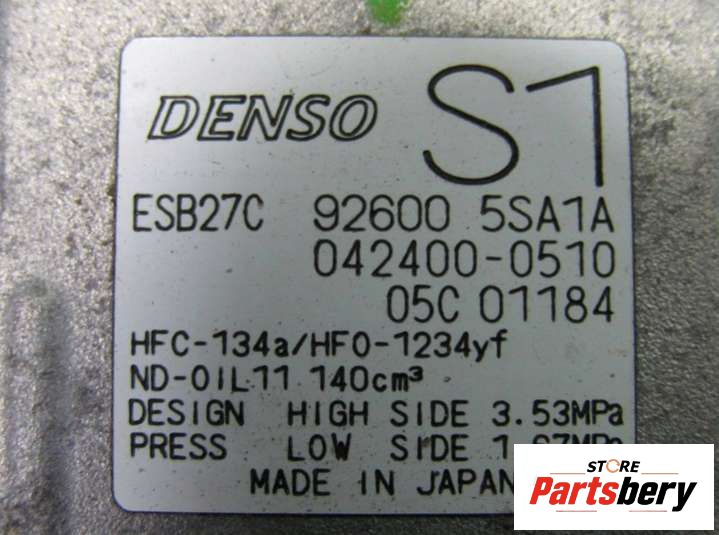 DENSO S1
ESB27C 92600 5SA1A
042400-0510
05C 01184
HFC-134a/HFO-1234yf
ND-OIL11 140cm³
DESIGN HIGH SIDE 3.53MPa
PRESS LOW SIDE
MADE IN JAPAN
STORE
Partsbery